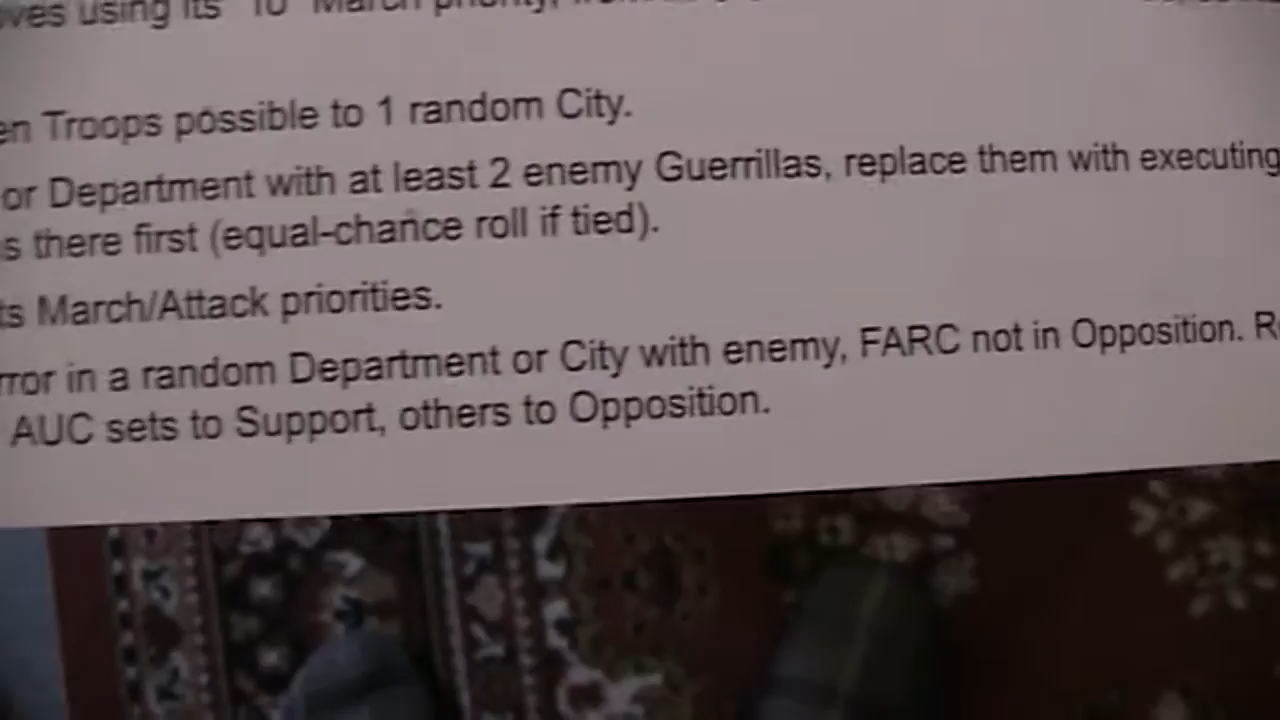 ves using its "10" March priority,
en Troops possible to 1 random City.
or Department with at least 2 enemy Guerrillas, replace them with executing
s there first (equal-chance roll if tied).
ts March/Attack priorities.
rror in a random Department or City with enemy, FARC not in Opposition. R
AUC sets to Support, others to Opposition.